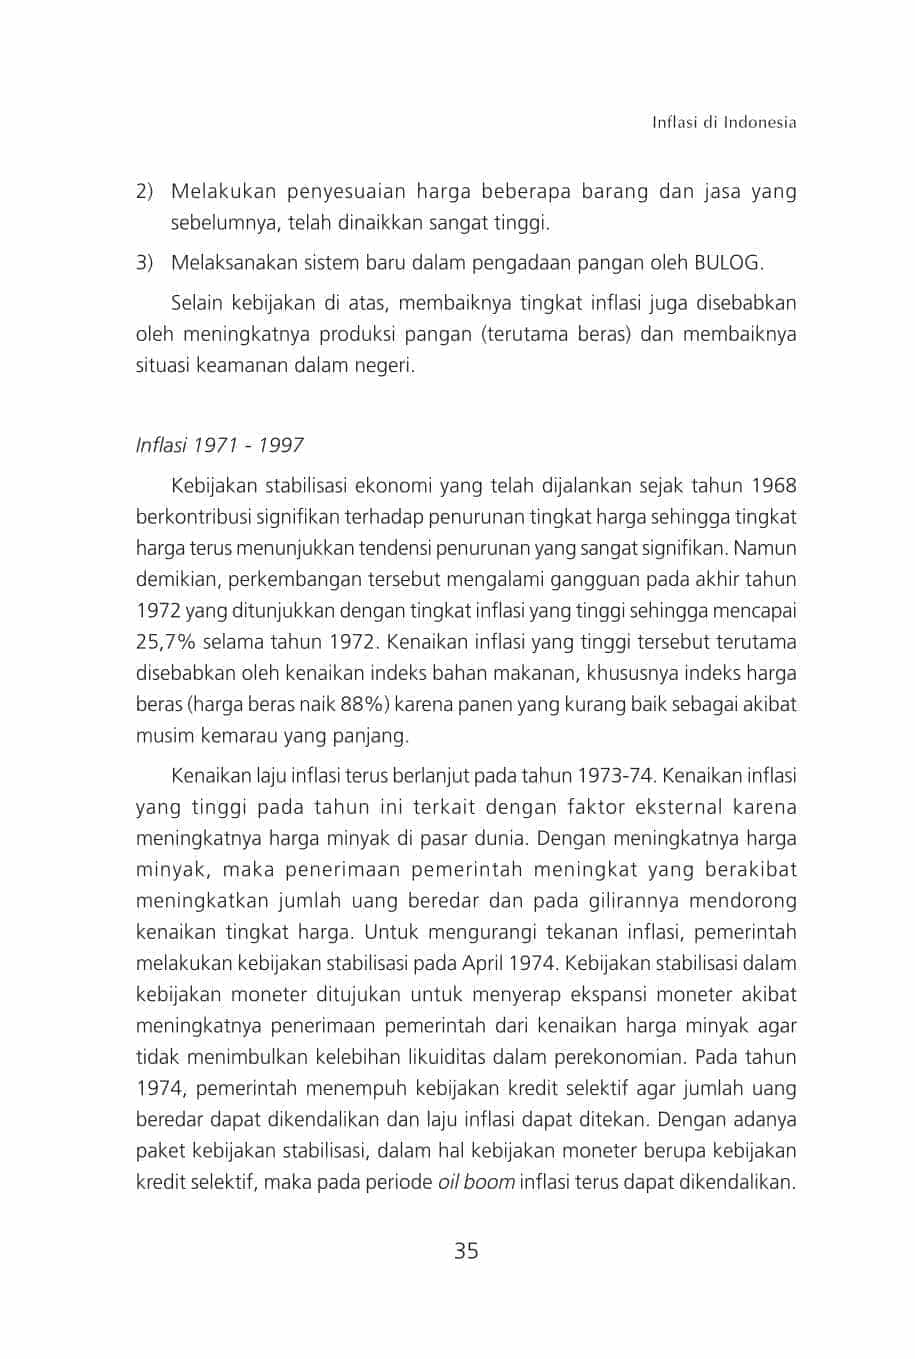 Inflasi di Indonesia
2) Melakukan penyesuaian harga beberapa barang dan jasa yang
sebelumnya, telah dinaikkan sangat tinggi.
3) Melaksanakan sistem baru dalam pengadaan pangan oleh BULOG.
Selain kebijakan di atas, membaiknya tingkat inflasi juga disebabkan
oleh meningkatnya produksi pangan (terutama beras) dan membaiknya
situasi keamanan dalam negeri.
Inflasi 1971 - 1997
Kebijakan stabilisasi ekonomi yang telah dijalankan sejak tahun 1968
berkontribusi signifikan terhadap penurunan tingkat harga sehingga tingkat
harga terus menunjukkan tendensi penurunan yang sangat signifikan. Namun
demikian, perkembangan tersebut mengalami gangguan pada akhir tahun
1972 yang ditunjukkan dengan tingkat inflasi yang tinggi sehingga mencapai
25,7% selama tahun 1972. Kenaikan inflasi yang tinggi tersebut terutama
disebabkan oleh kenaikan indeks bahan makanan, khususnya indeks harga
beras (harga beras naik 88%) karena panen yang kurang baik sebagai akibat
musim kemarau yang panjang.
Kenaikan laju inflasi terus berlanjut pada tahun 1973-74. Kenaikan inflasi
yang tinggi pada tahun ini terkait dengan faktor eksternal karena
meningkatnya harga minyak di pasar dunia. Dengan meningkatnya harga
minyak, maka penerimaan pemerintah meningkat yang berakibat
meningkatkan jumlah uang beredar dan pada gilirannya mendorong
kenaikan tingkat harga. Untuk mengurangi tekanan inflasi, pemerintah
melakukan kebijakan stabilisasi pada April 1974. Kebijakan stabilisasi dalam
kebijakan moneter ditujukan untuk menyerap ekspansi moneter akibat
meningkatnya penerimaan pemerintah dari kenaikan harga minyak agar
tidak menimbulkan kelebihan likuiditas dalam perekonomian. Pada tahun
1974, pemerintah menempuh kebijakan kredit selektif agar jumlah uang
beredar dapat dikendalikan dan laju inflasi dapat ditekan. Dengan adanya
paket kebijakan stabilisasi, dalam hal kebijakan moneter berupa kebijakan
kredit selektif, maka pada periode oil boom inflasi terus dapat dikendalikan.
35